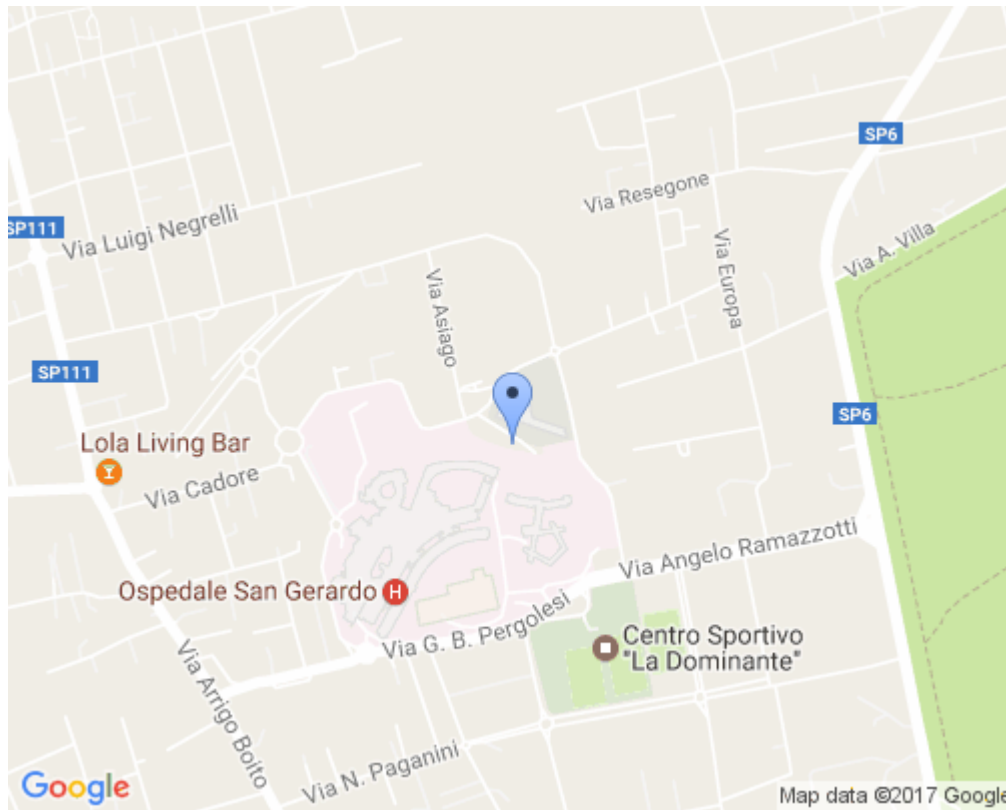 SP6
Via Resegone
Via Luigi Negrelli
SP111
Via A. Villa
Via Europa
Via Asiago
SP111
SP6
Lola Living Bar
Via Cadore
Via Angelo Ramazzotti
Ospedale San Gerardo
H
Via G. B. Pergolesi
Centro Sportivo
"La Dominante"
Via Arrigo Boito
Via N. Paganini
Google
Map data ©2017 Google